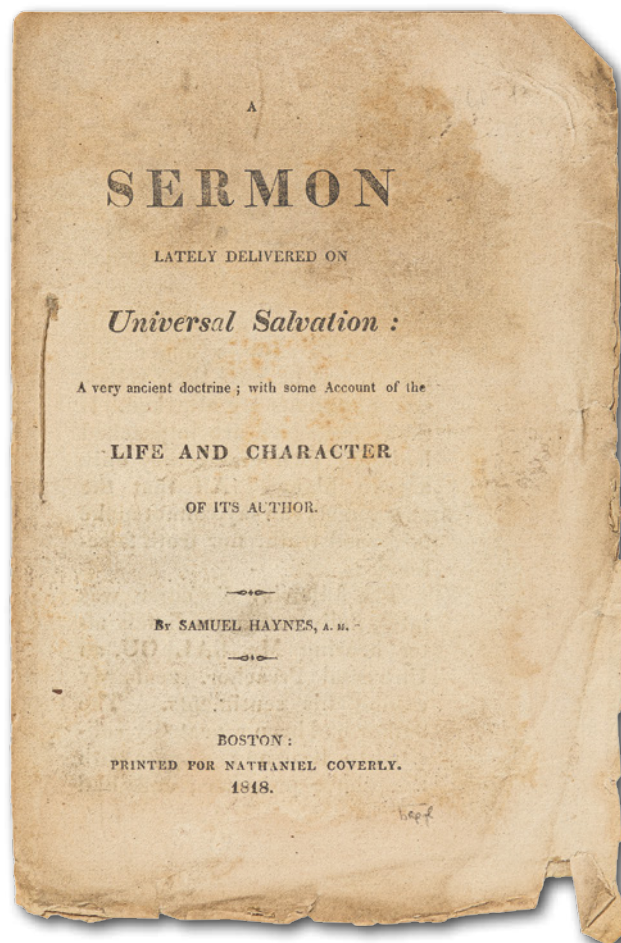 A
SERMON
LATELY DELIVERED ON
Universal Salvation :
A very ancient doctrine ; with some Account of the
LIFE AND CHARACTER
OF ITS AUTHOR.
By SAMUEL HAYNES, A. M.
BOSTON :
PRINTED FOR NATHANIEL COVERLY.
1818.